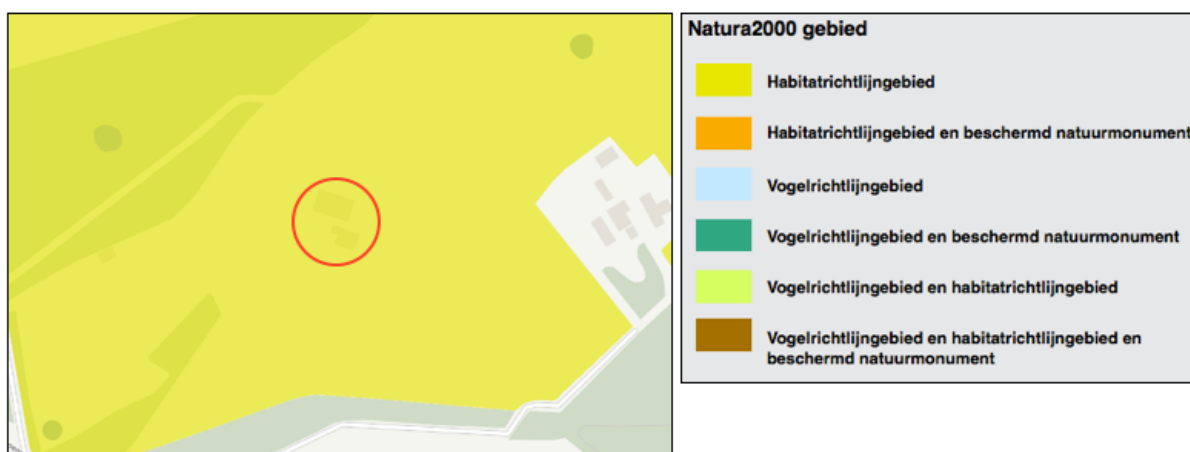 Natura2000 gebied
Habitatrichtlijngebied
Habitatrichtlijngebied en beschermd natuurmonument
Vogelrichtlijngebied
Vogelrichtlijngebied en beschermd natuurmonument
Vogelrichtlijngebied en habitatrichtlijngebied
Vogelrichtlijngebied en habitatrichtlijngebied en
beschermd natuurmonument